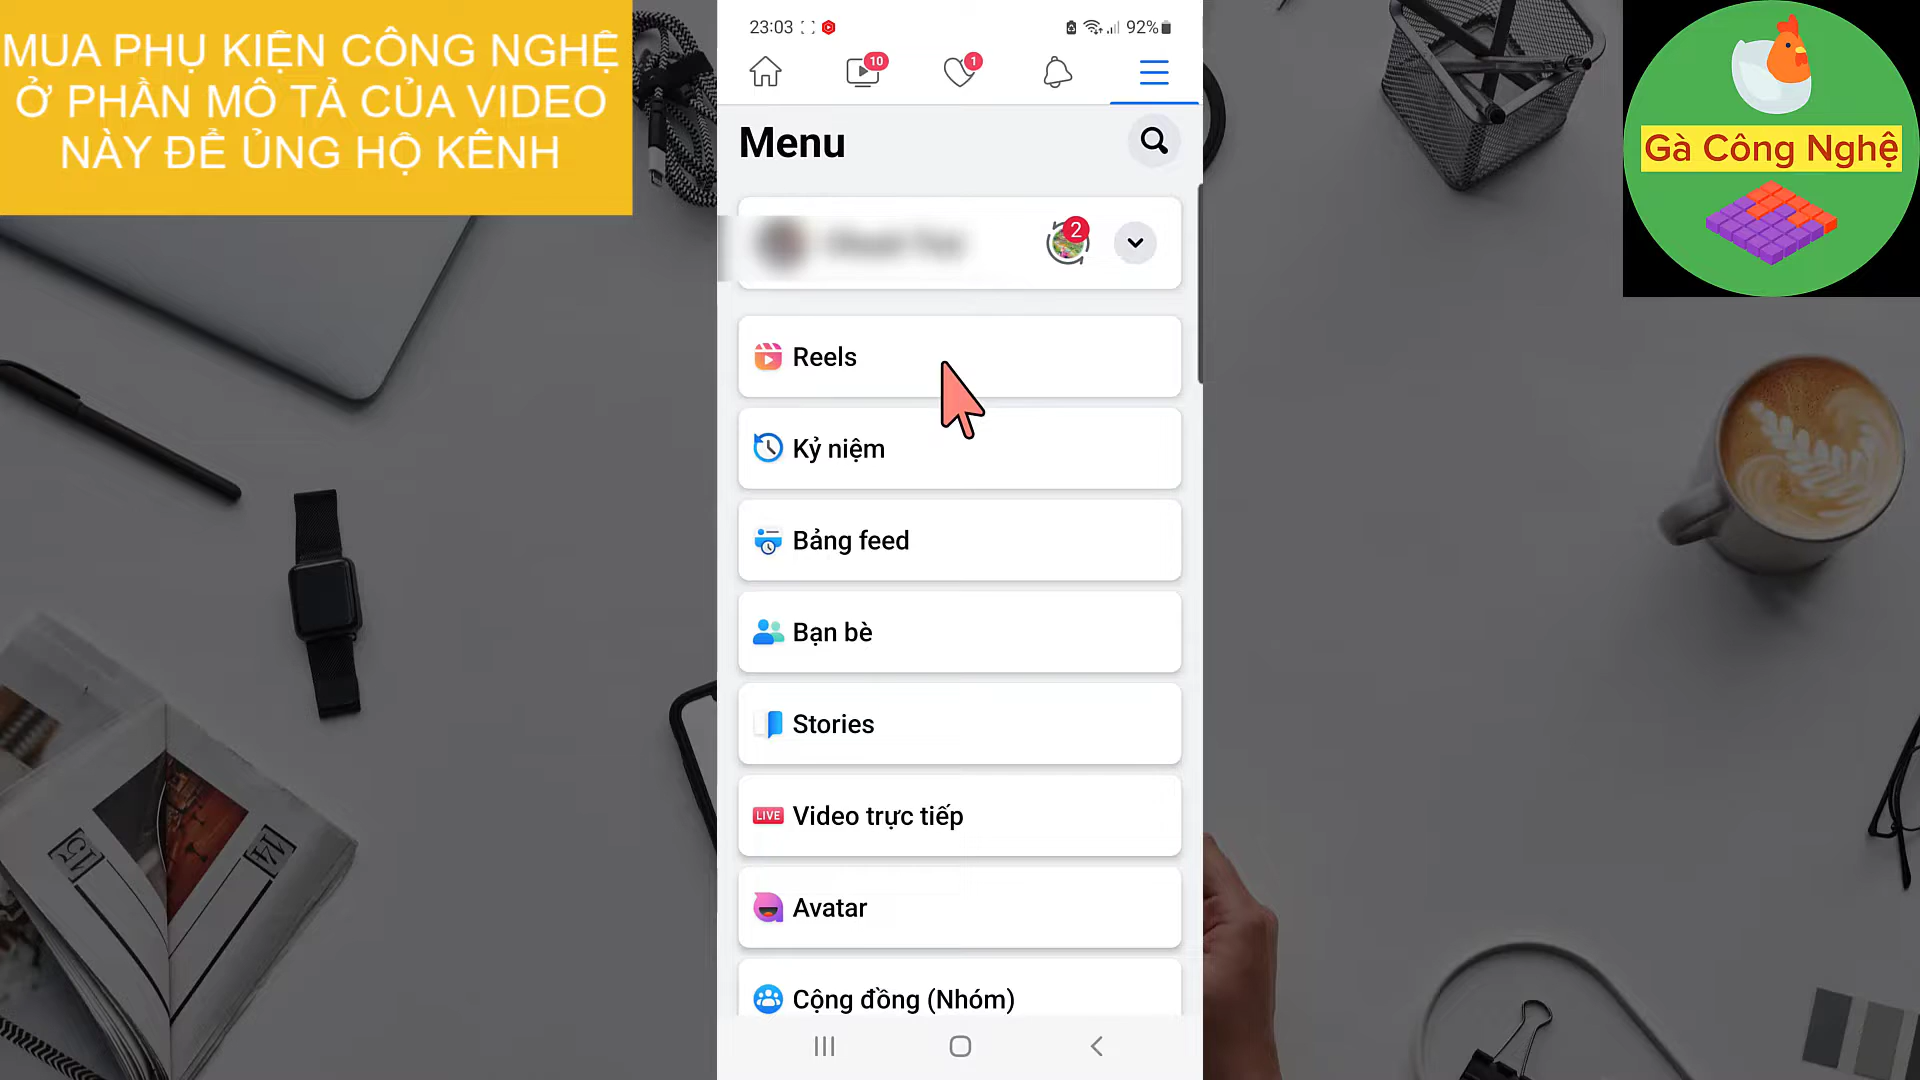 MUA PHỤ KIỆN CÔNG NGHỆ
Ở PHẦN MÔ TẢ CỦA VIDEO
NÀY ĐỂ ỦNG HỘ KÊNH
23:03
92%
10
1
Menu
2
Reels
Kỷ niệm
Bảng feed
Bạn bè
Stories
LIVE
Video trực tiếp
Avatar
Cộng đồng (Nhóm)
Gà Công Nghệ